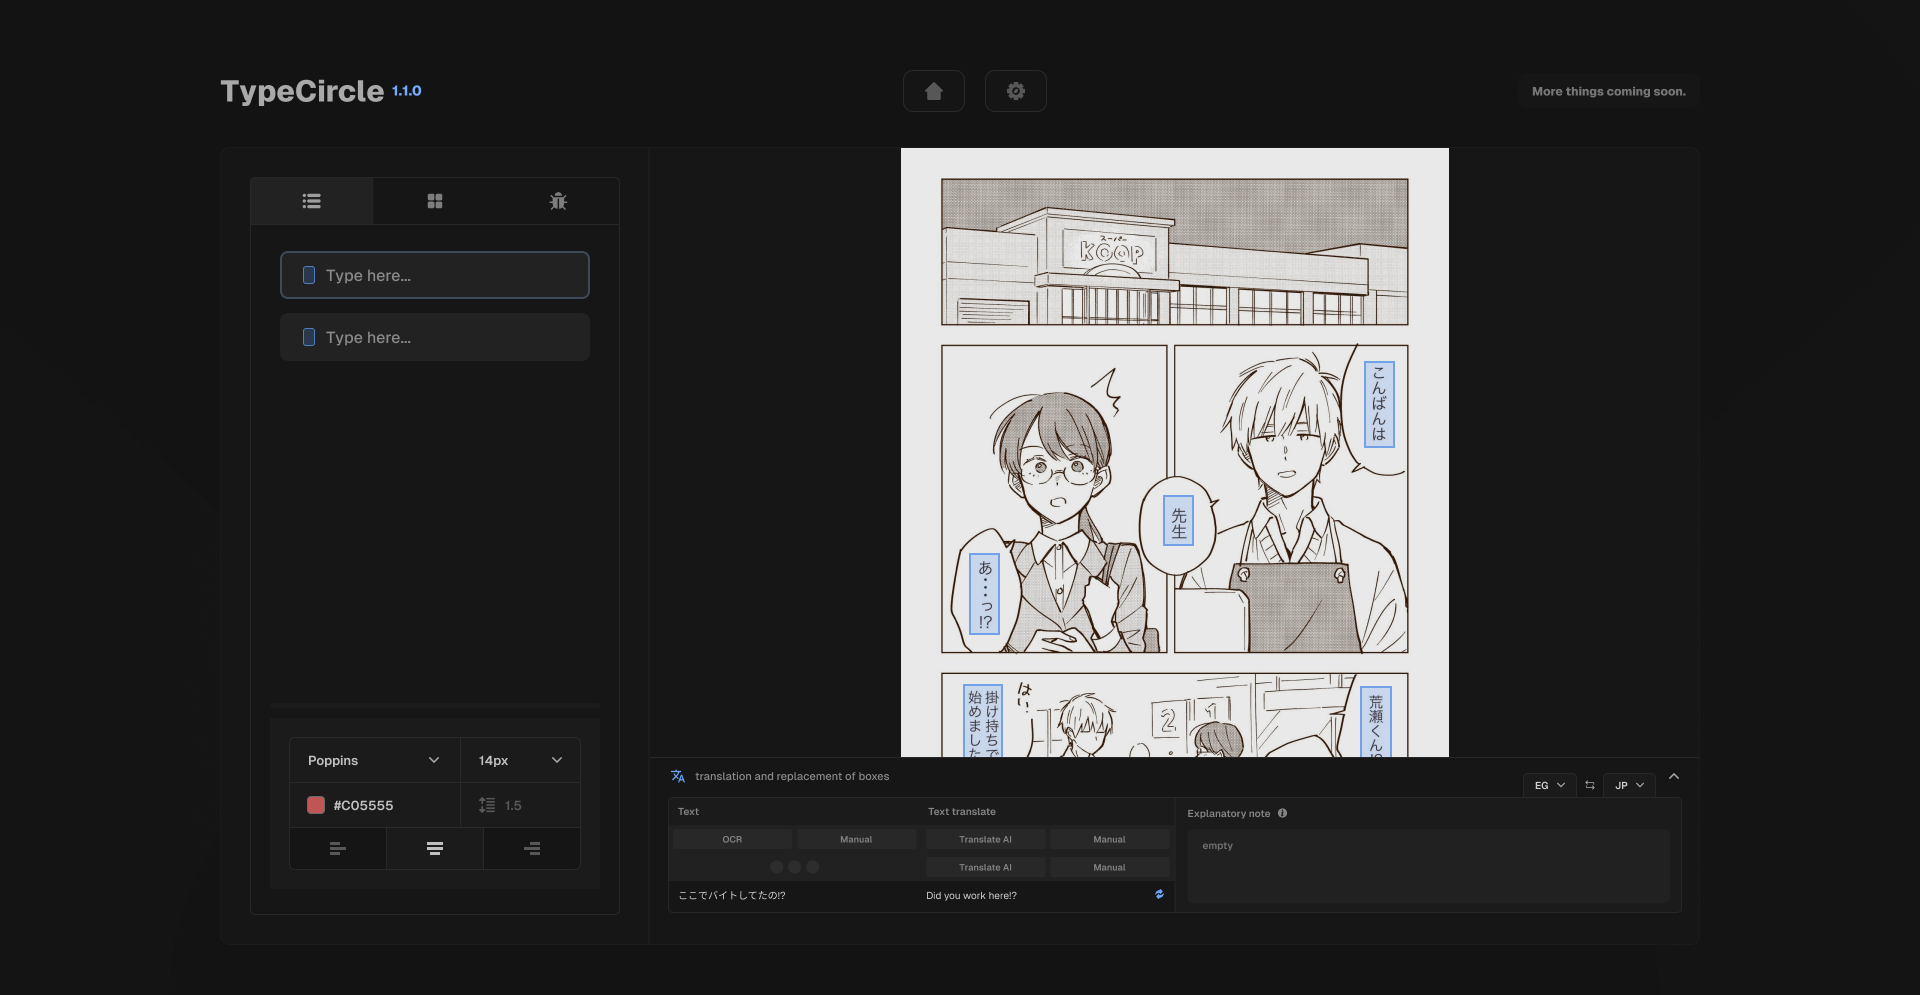 TypeCircle 1.1.0
More things coming soon.
Type here...
Type here...
Poppins
14px
#C05555
1.5
スーパー
KOOP
こんばんは
先生
あ・・・っ!?
荒瀬くん!?
はい・
掛け持ちで
始めました
2
1
translation and replacement of boxes
EG
JP
Text
Text translate
Explanatory note
OCR
Manual
Translate AI
Manual
empty
Translate AI
Manual
ここでバイトしてたの!?
Did you work here!?